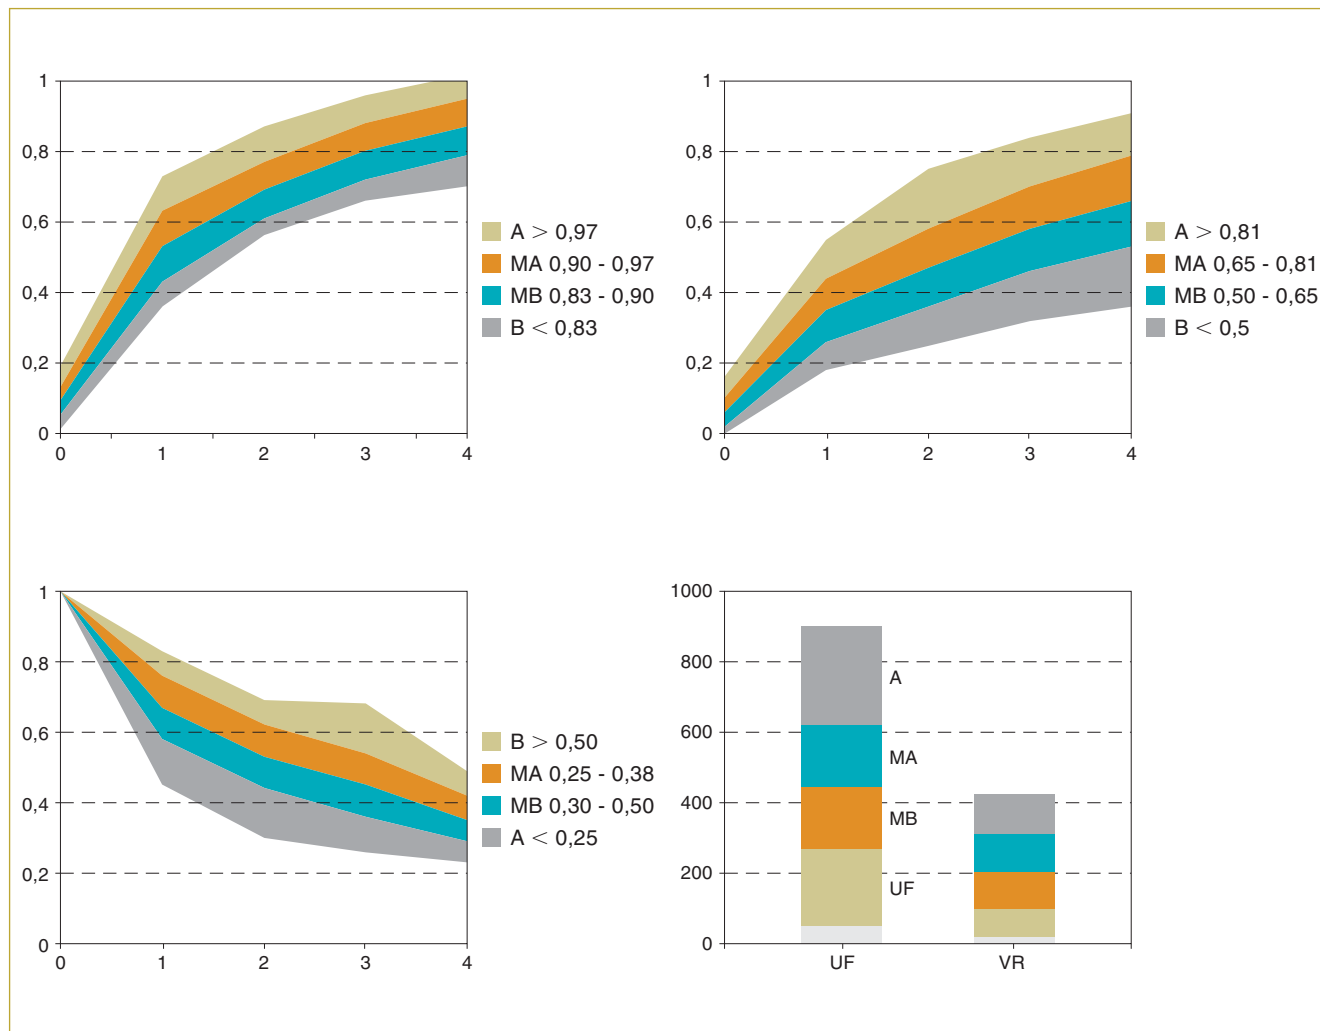 1
0,8
0,6
0,4
0,2
0
0 1 2 3 4
A > 0,97
MA 0,90 - 0,97
MB 0,83 - 0,90
B < 0,83
1
0,8
0,6
0,4
0,2
0
0 1 2 3 4
A > 0,81
MA 0,65 - 0,81
MB 0,50 - 0,65
B < 0,5
1
0,8
0,6
0,4
0,2
0
0 1 2 3 4
B > 0,50
MA 0,25 - 0,38
MB 0,30 - 0,50
A < 0,25
1000
800
600
400
200
0
A
MA
MB
UF
UF VR